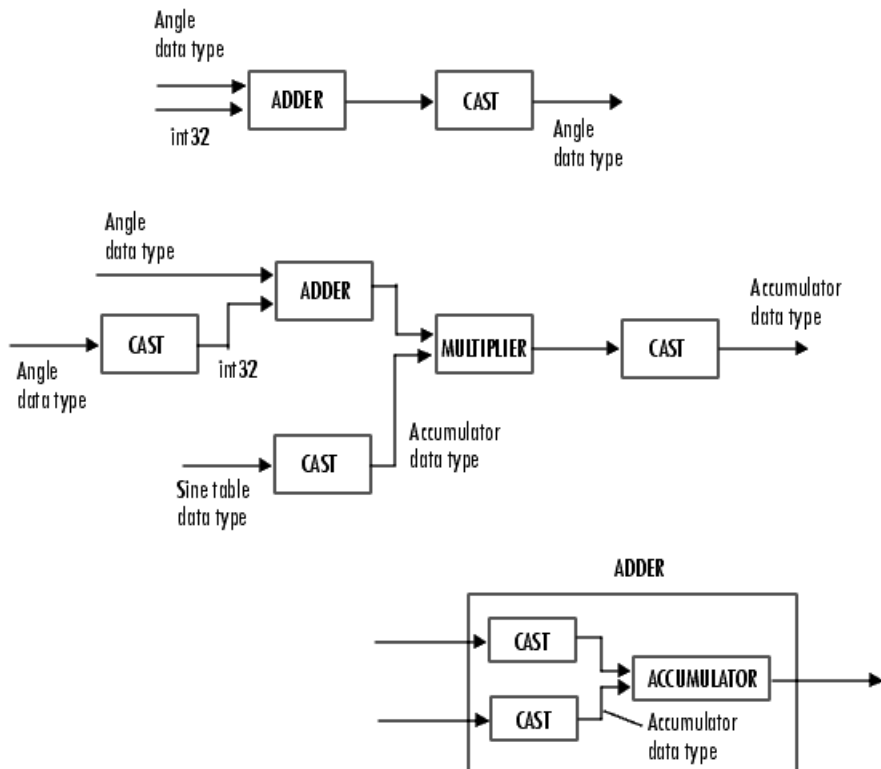 Angle
data type
ADDER
CAST
int32
Angle
data type
Angle
data type
ADDER
Accumulator
data type
CAST
MULTIPLIER
CAST
Angle
data type
int32
CAST
Accumulator
data type
Sine table
data type
ADDER
CAST
ACCUMULATOR
CAST
Accumulator
data type